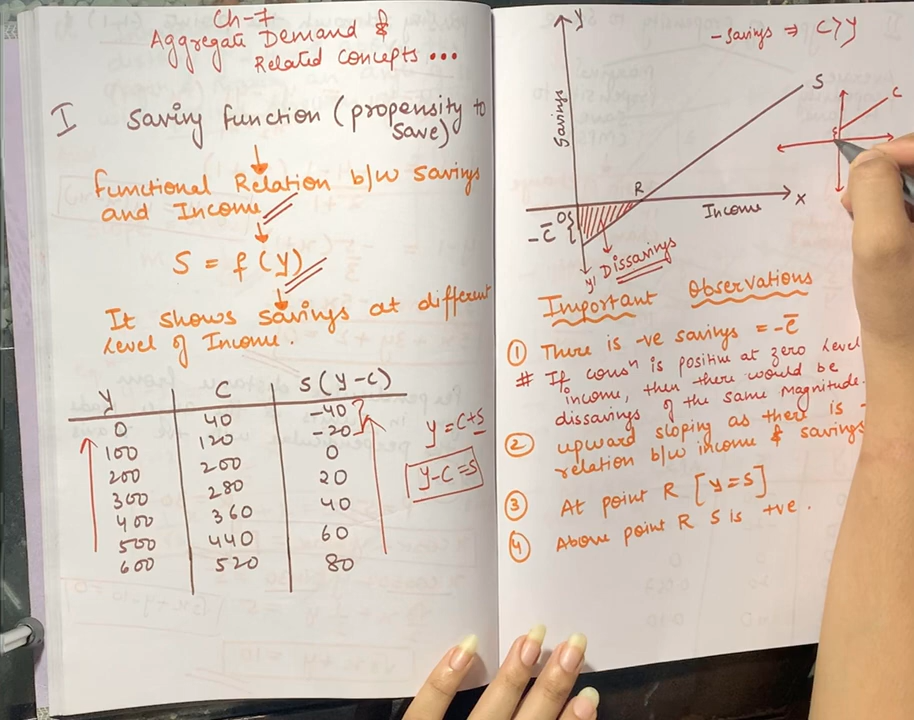 Ch-7
Aggregate Demand &
Related Concepts ...
I Saving function (propensity to
save)
functional Relation b/w savings
and Income
S = f (Y)
It shows savings at different
level of Income.
Y C S (Y-C)
0 40 -40
100 120 -20
200 200 0
300 280 20
400 360 40
500 440 60
600 520 80
Y = C+S
Y-C=S
Y
-savings ⇒ C>Y
Savings
S
C
R
O
Income X
-C̅
Y'
Dissavings
Important Observations
① There is -ve savings = -C̅
# If consⁿ is positive at zero level
income, then there would be
dissavings of the same magnitude.
② upward sloping as there is
relation b/w income & savings
③ At point R [Y=S]
④ Above point R S is +ve.